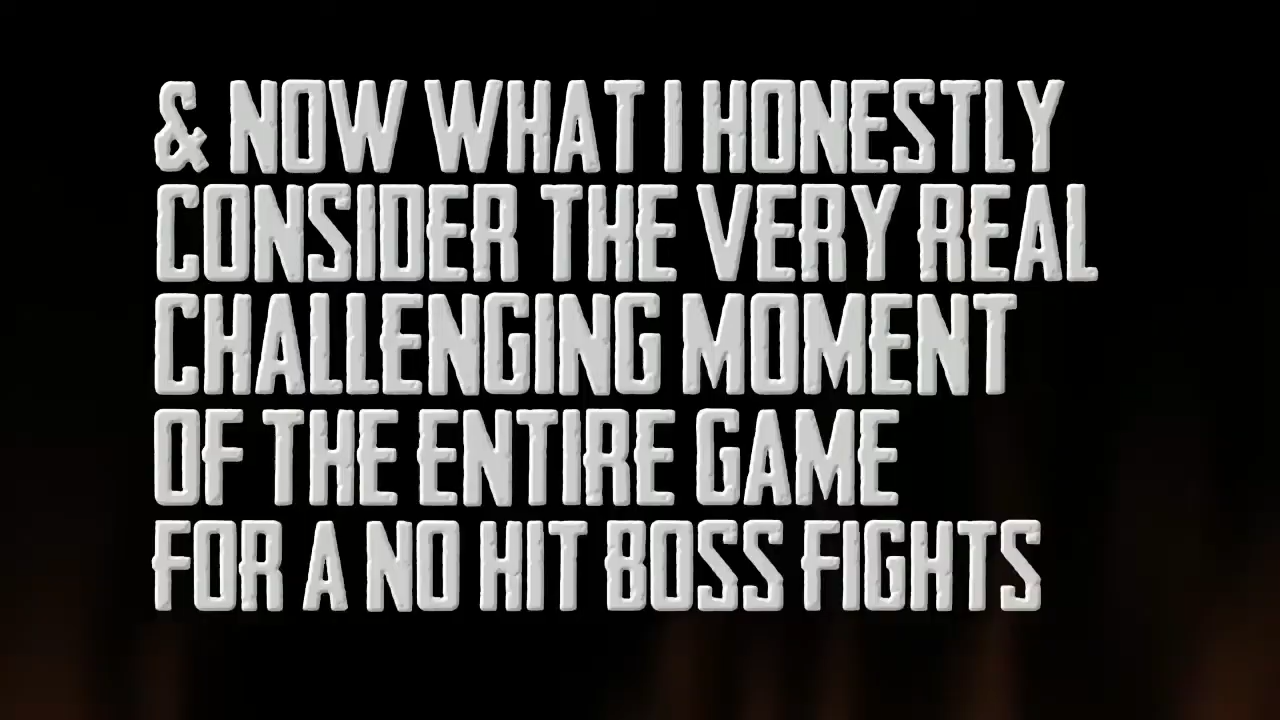 & NOW WHAT I HONESTLY
CONSIDER THE VERY REAL
CHALLENGING MOMENT
OF THE ENTIRE GAME
FOR A NO HIT BOSS FIGHTS